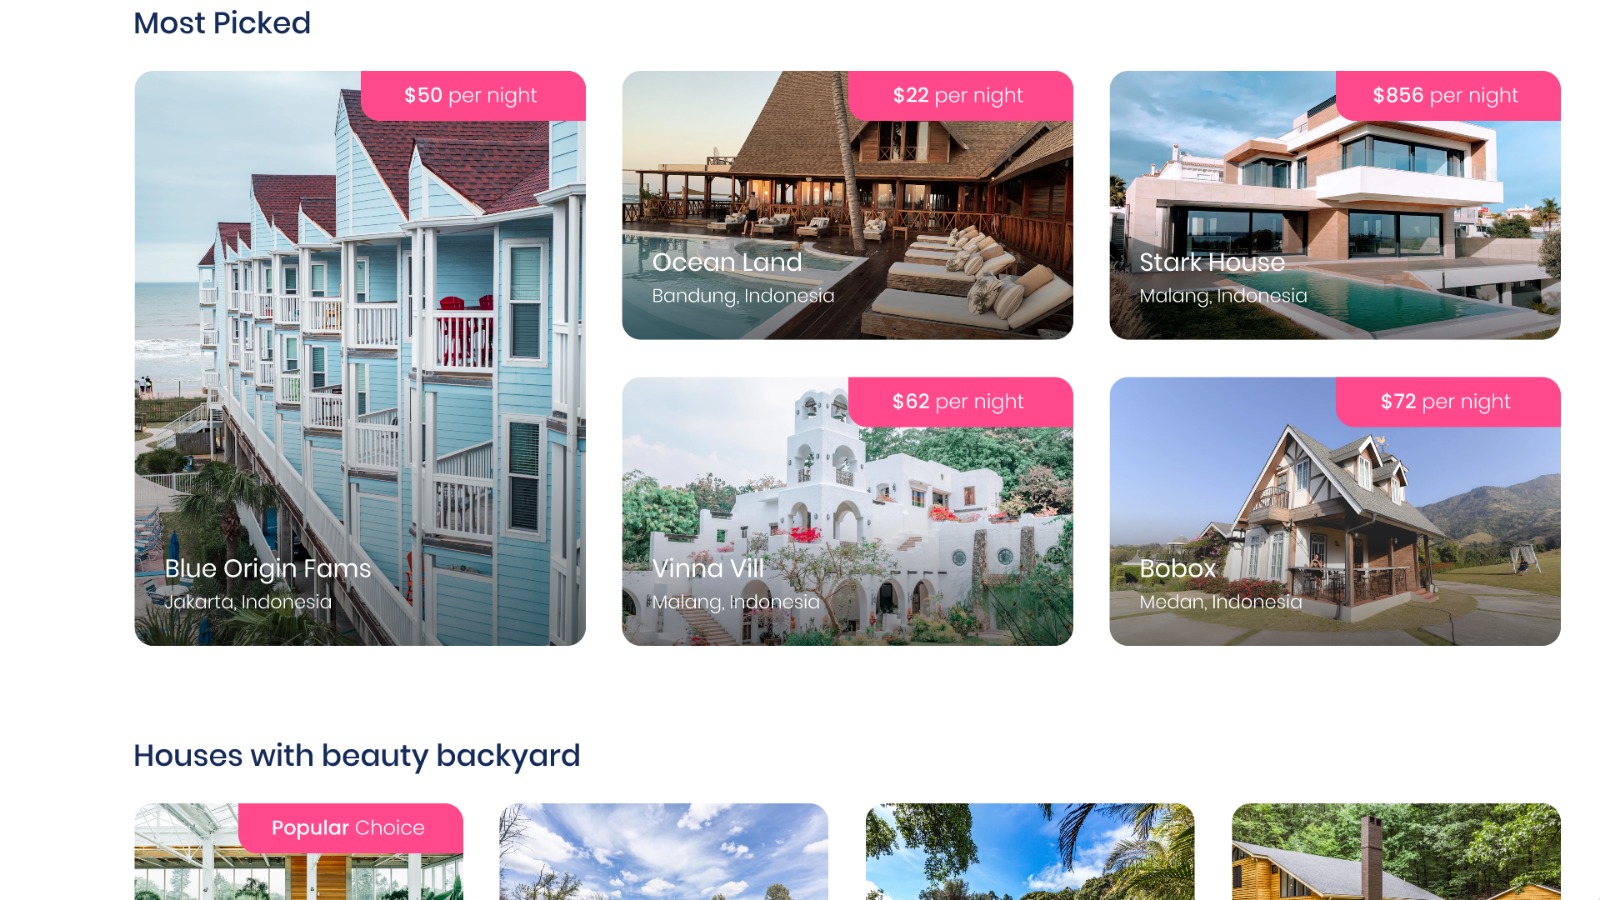 Most Picked
$50 per night
Blue Origin Fams
Jakarta, Indonesia
$22 per night
Ocean Land
Bandung, Indonesia
$856 per night
Stark House
Malang, Indonesia
$62 per night
Vinna Vill
Malang, Indonesia
$72 per night
Bobox
Medan, Indonesia
Houses with beauty backyard
Popular Choice